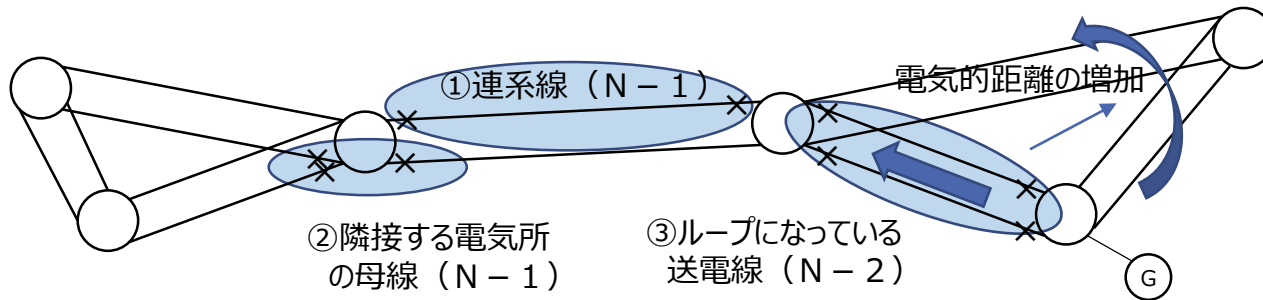 ①連系線（Ｎ－１）
電気的距離の増加
②隣接する電気所
の母線（Ｎ－１）
③ループになっている
送電線（Ｎ－２）
G